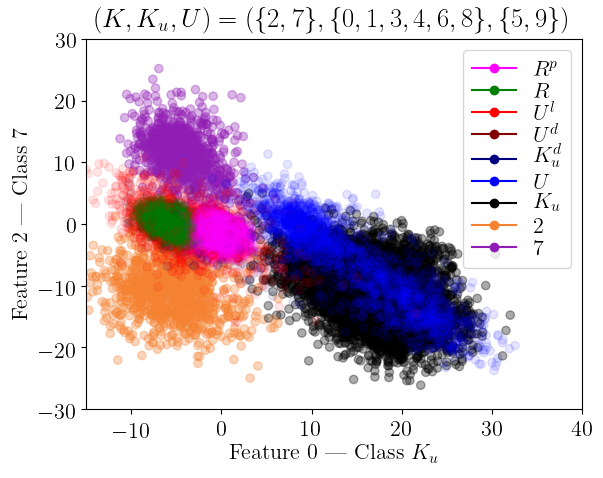 (K, K_u, U) = ({2, 7}, {0, 1, 3, 4, 6, 8}, {5, 9})
30
20
10
0
−10
−20
−30
−10
0
10
20
30
40
Feature 2 — Class 7
Feature 0 — Class K_u
R^p
R
U^l
U^d
K_u^d
U
K_u
2
7